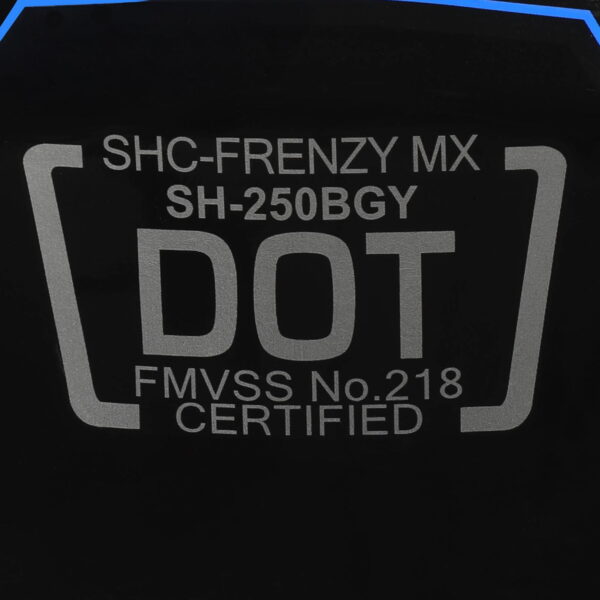 SHC-FRENZY MX
SH-250BGY
DOT
FMVSS No.218
CERTIFIED